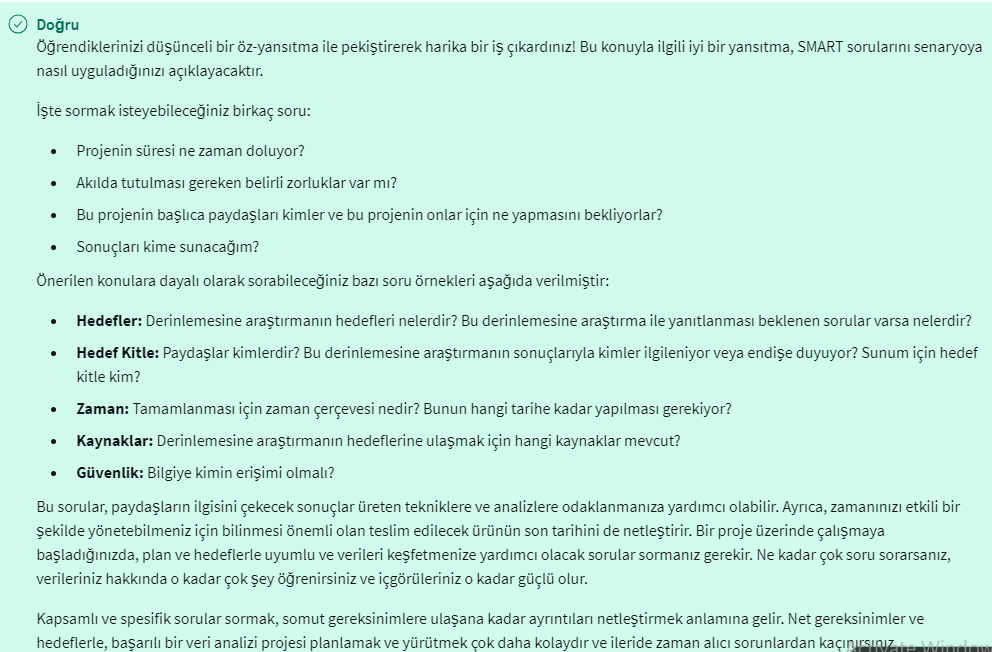 Doğru
Öğrendiklerinizi düşünceli bir öz-yansıtma ile pekiştirerek harika bir iş çıkardınız! Bu konuyla ilgili iyi bir yansıtma, SMART sorularını senaryoya
nasıl uyguladığınızı açıklayacaktır.
İşte sormak isteyebileceğiniz birkaç soru:
• Projenin süresi ne zaman doluyor?
• Akılda tutulması gereken belirli zorluklar var mı?
• Bu projenin başlıca paydaşları kimler ve bu projenin onlar için ne yapmasını bekliyorlar?
• Sonuçları kime sunacağım?
Önerilen konulara dayalı olarak sorabileceğiniz bazı soru örnekleri aşağıda verilmiştir:
• Hedefler: Derinlemesine araştırmanın hedefleri nelerdir? Bu derinlemesine araştırma ile yanıtlanması beklenen sorular varsa nelerdir?
• Hedef Kitle: Paydaşlar kimlerdir? Bu derinlemesine araştırmanın sonuçlarıyla kimler ilgileniyor veya endişe duyuyor? Sunum için hedef
kitle kim?
• Zaman: Tamamlanması için zaman çerçevesi nedir? Bunun hangi tarihe kadar yapılması gerekiyor?
• Kaynaklar: Derinlemesine araştırmanın hedeflerine ulaşmak için hangi kaynaklar mevcut?
• Güvenlik: Bilgiye kimin erişimi olmalı?
Bu sorular, paydaşların ilgisini çekecek sonuçlar üreten tekniklere ve analizlere odaklanmanıza yardımcı olabilir. Ayrıca, zamanınızı etkili bir
şekilde yönetebilmeniz için bilinmesi önemli olan teslim edilecek ürünün son tarihini de netleştirir. Bir proje üzerinde çalışmaya
başladığınızda, plan ve hedeflerle uyumlu ve verileri keşfetmenize yardımcı olacak sorular sormanız gerekir. Ne kadar çok soru sorarsanız,
verileriniz hakkında o kadar çok şey öğrenirsiniz ve içgörüleriniz o kadar güçlü olur.
Kapsamlı ve spesifik sorular sormak, somut gereksinimlere ulaşana kadar ayrıntıları netleştirmek anlamına gelir. Net gereksinimler ve
hedeflerle, başarılı bir veri analizi projesi planlamak ve yürütmek çok daha kolaydır ve ileride zaman alıcı sorunlardan kaçınırsınız.
Activate Window